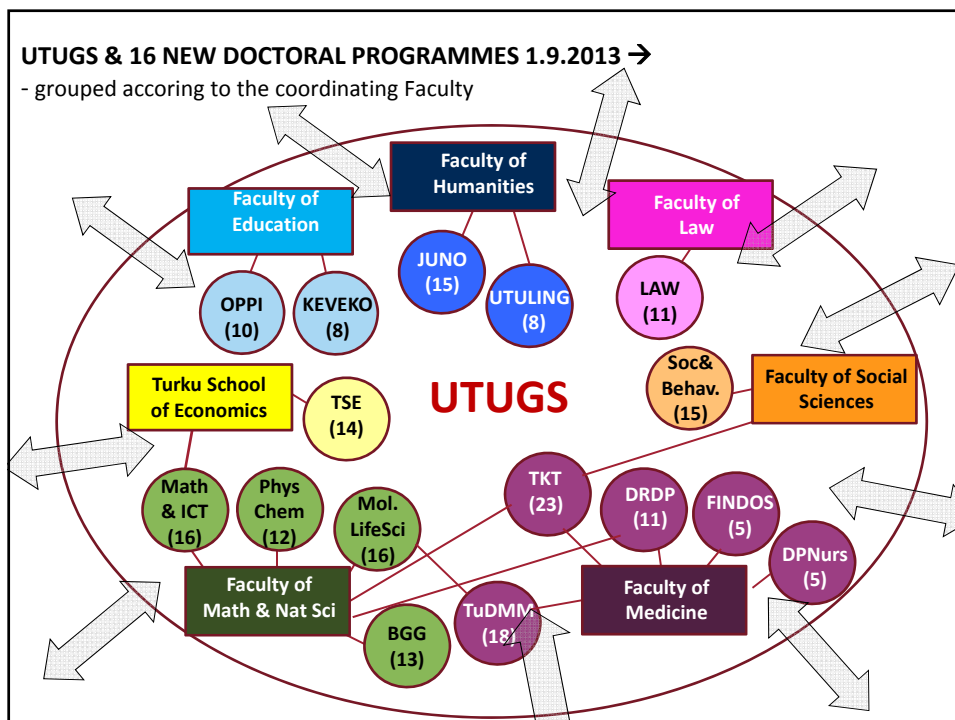 UTUGS & 16 NEW DOCTORAL PROGRAMMES 1.9.2013 →
- grouped accoring to the coordinating Faculty
Faculty of
Humanities
Faculty of
Education
Faculty of
Law
JUNO
(15)
UTULING
(8)
OPPI
(10)
KEVEKO
(8)
LAW
(11)
Turku School
of Economics
TSE
(14)
UTUGS
Soc&
Behav.
(15)
Faculty of Social
Sciences
Math
& ICT
(16)
Phys
Chem
(12)
Mol.
LifeSci
(16)
TKT
(23)
DRDP
(11)
FINDOS
(5)
DPNurs
(5)
Faculty of
Math & Nat Sci
Faculty of
Medicine
BGG
(13)
TuDMM
(18)